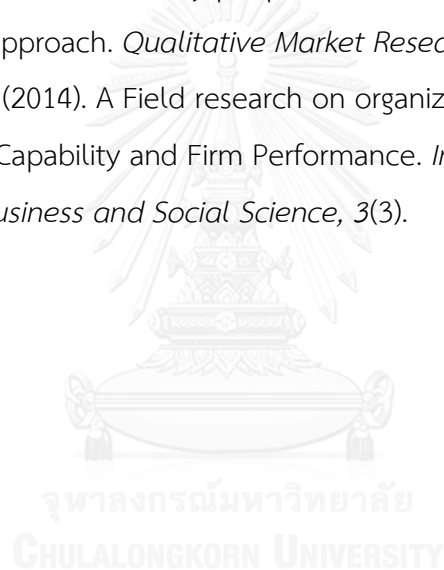 pproach. Qualitative Market Resea
(2014). A Field research on organiz
Capability and Firm Performance. I
usiness and Social Science, 3(3).
จุฬาลงกรณ์มหาวิทยาลัย
CHULALONGKORN UNIVERSITY